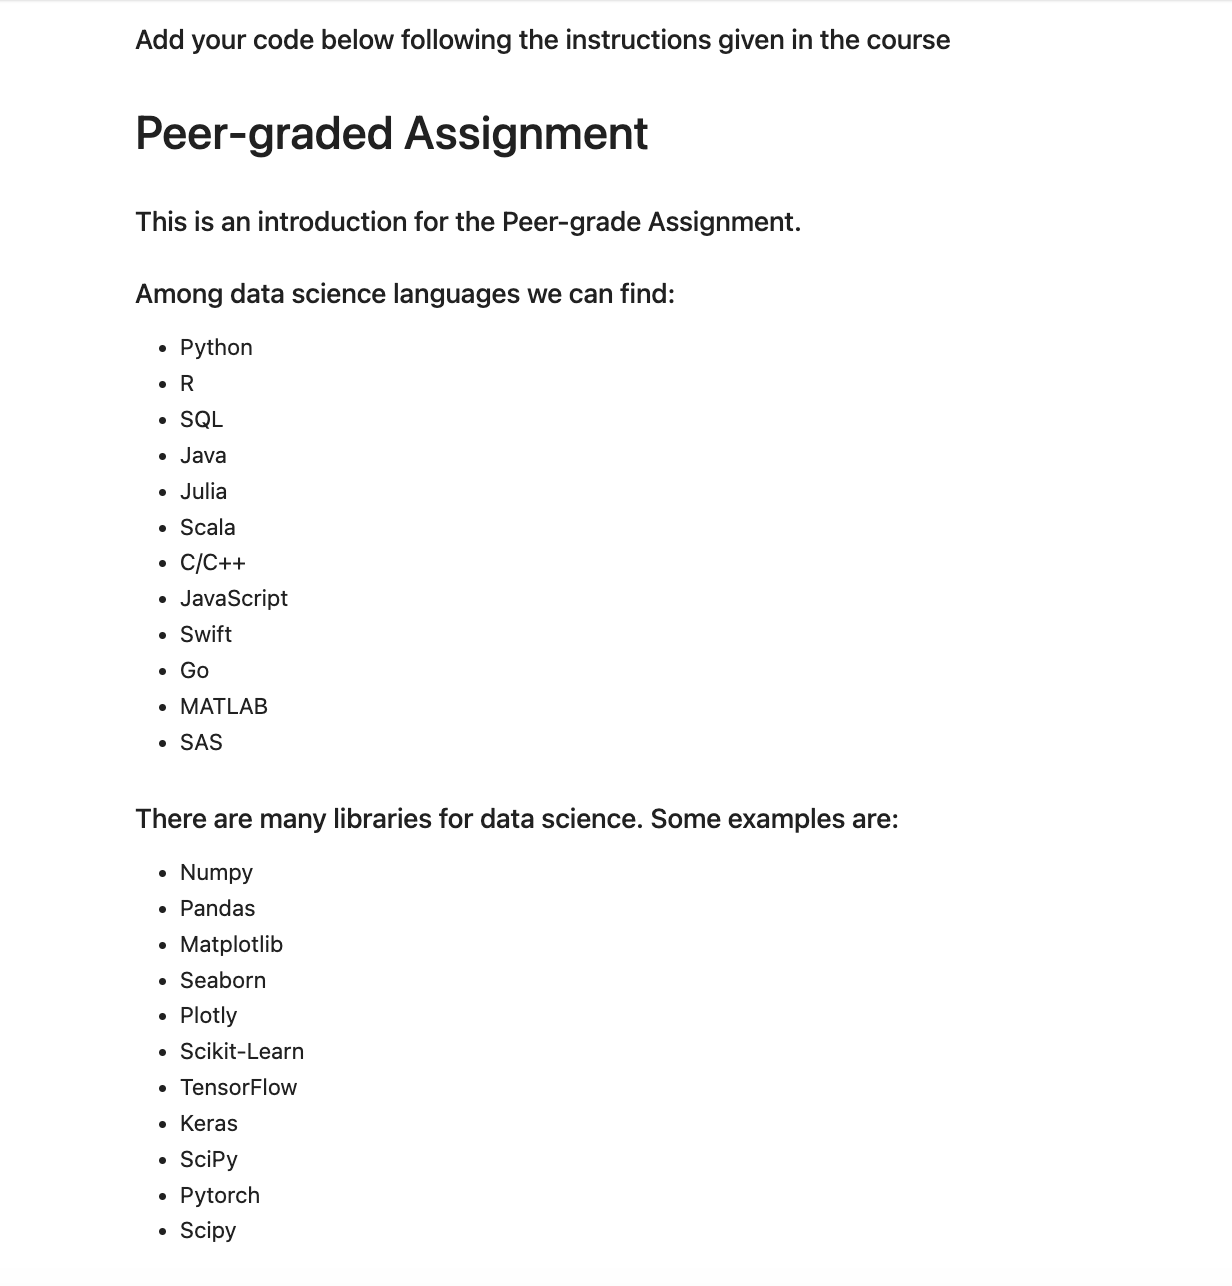 Add your code below following the instructions given in the course
Peer-graded Assignment
This is an introduction for the Peer-grade Assignment.
Among data science languages we can find:
• Python
• R
• SQL
• Java
• Julia
• Scala
• C/C++
• JavaScript
• Swift
• Go
• MATLAB
• SAS
There are many libraries for data science. Some examples are:
• Numpy
• Pandas
• Matplotlib
• Seaborn
• Plotly
• Scikit-Learn
• TensorFlow
• Keras
• SciPy
• Pytorch
• Scipy